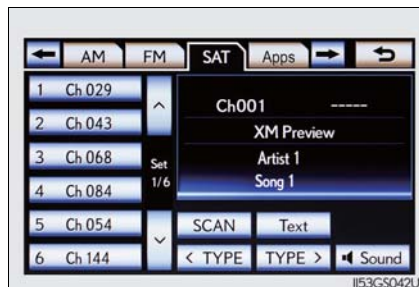 AM FM SAT Apps
1 Ch 029
2 Ch 043
3 Ch 068
4 Ch 084
5 Ch 054
6 Ch 144
Set
1/6
Ch001 -----
XM Preview
Artist 1
Song 1
SCAN Text
< TYPE TYPE > Sound
II53GS042L